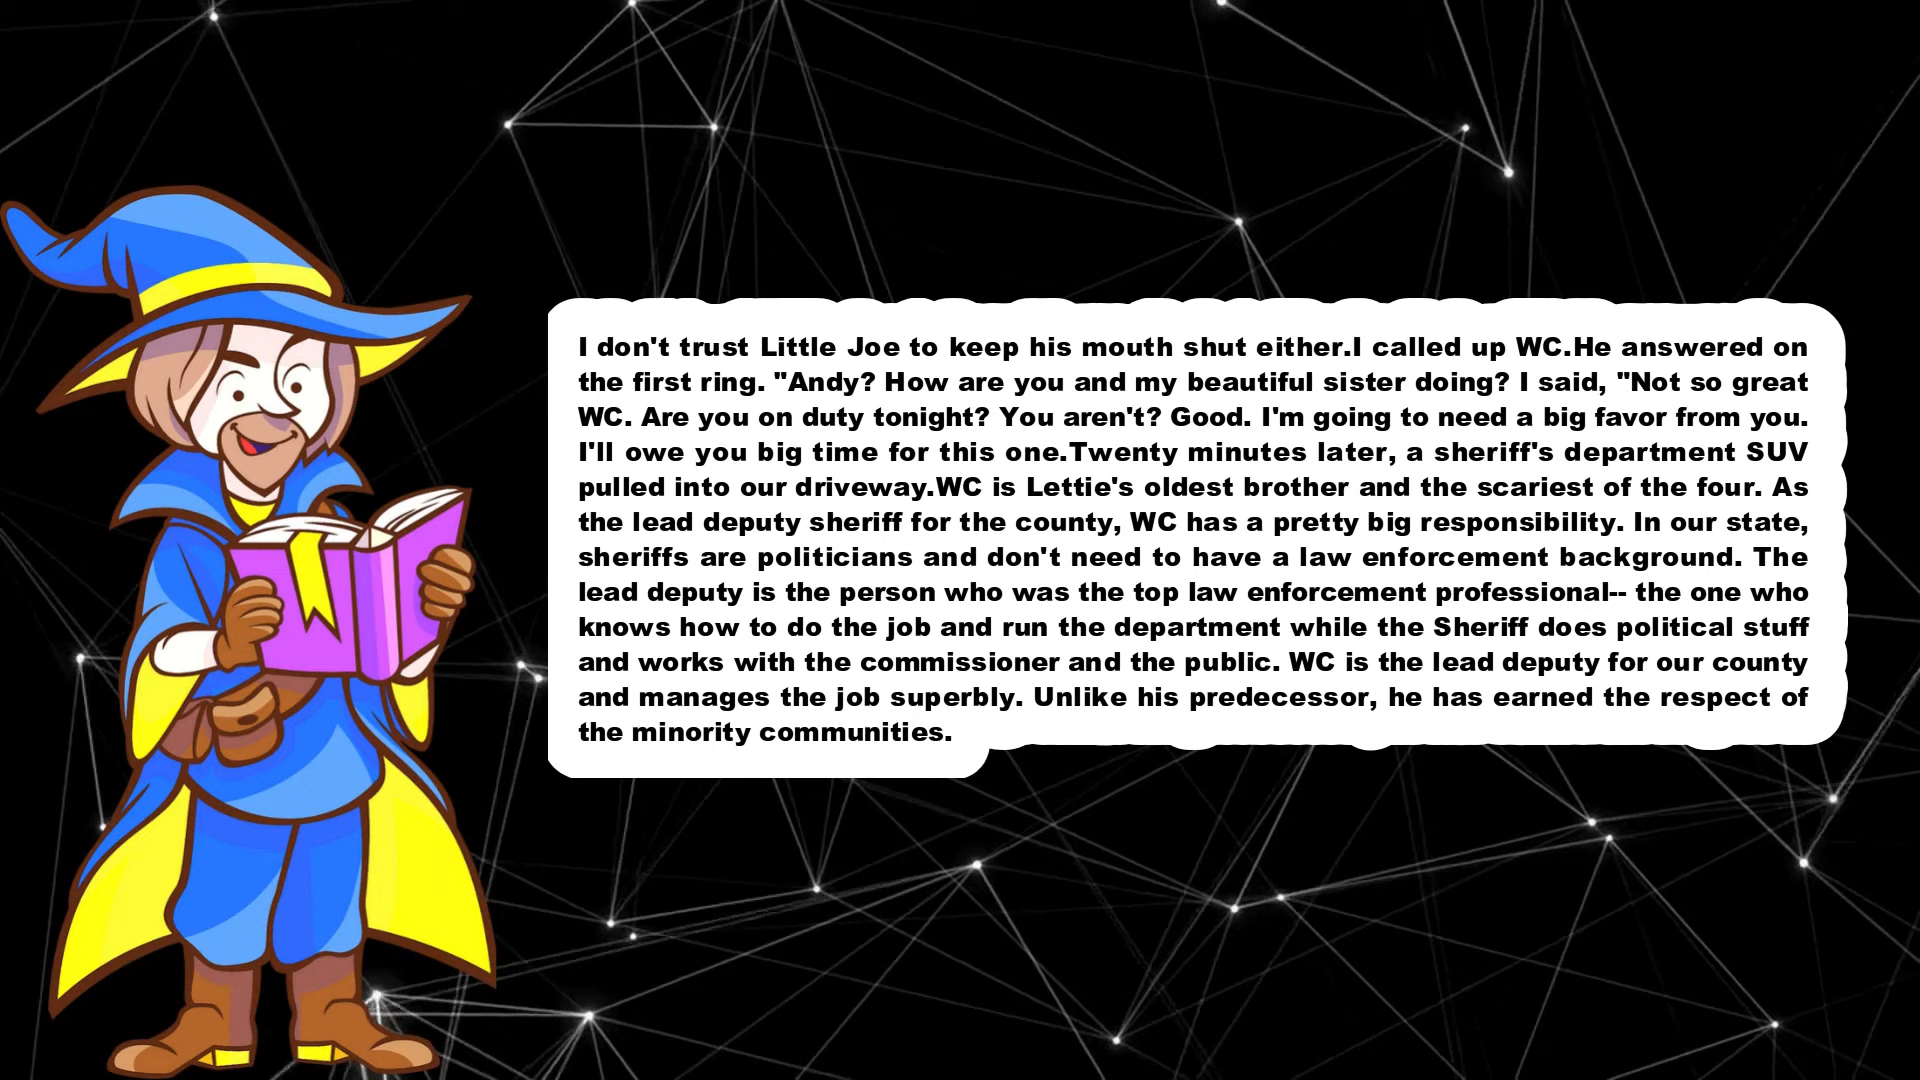 I don't trust Little Joe to keep his mouth shut either.I called up WC.He answered on
the first ring. "Andy? How are you and my beautiful sister doing? I said, "Not so great
WC. Are you on duty tonight? You aren't? Good. I'm going to need a big favor from you.
I'll owe you big time for this one.Twenty minutes later, a sheriff's department SUV
pulled into our driveway.WC is Lettie's oldest brother and the scariest of the four. As
the lead deputy sheriff for the county, WC has a pretty big responsibility. In our state,
sheriffs are politicians and don't need to have a law enforcement background. The
lead deputy is the person who was the top law enforcement professional-- the one who
knows how to do the job and run the department while the Sheriff does political stuff
and works with the commissioner and the public. WC is the lead deputy for our county
and manages the job superbly. Unlike his predecessor, he has earned the respect of
the minority communities.